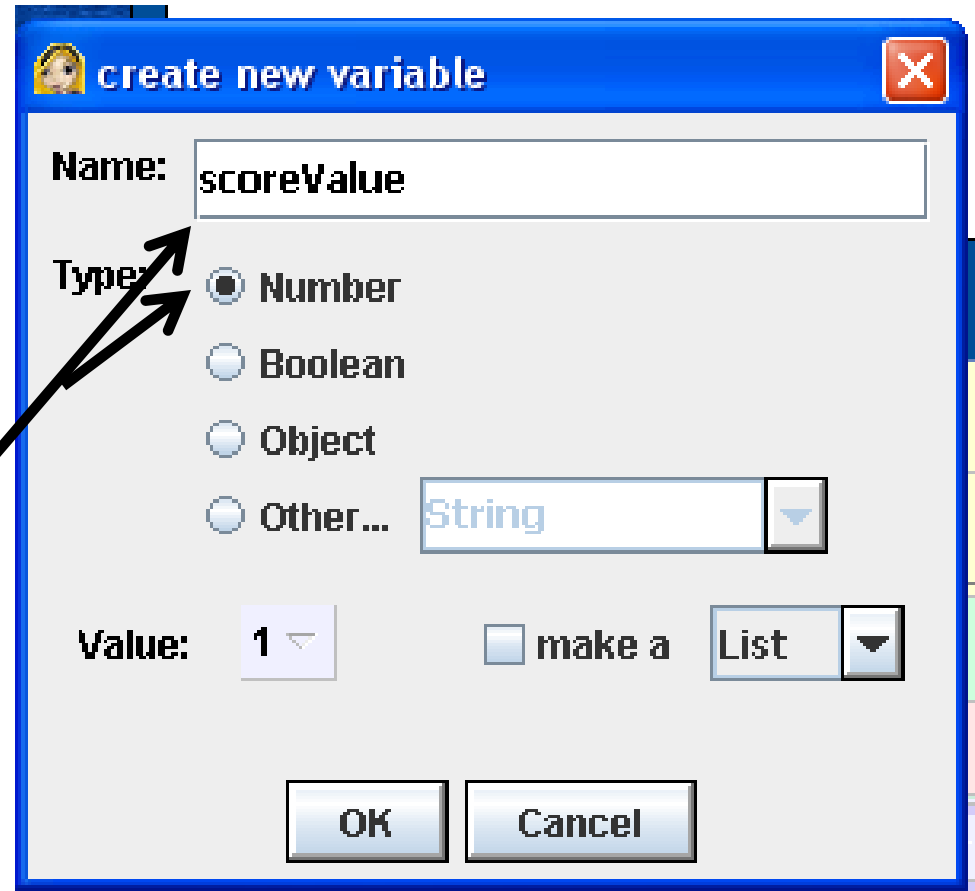 create new variable
Name: scoreValue
Type: Number
Boolean
Object
Other... String
Value: 1 make a List
OK Cancel